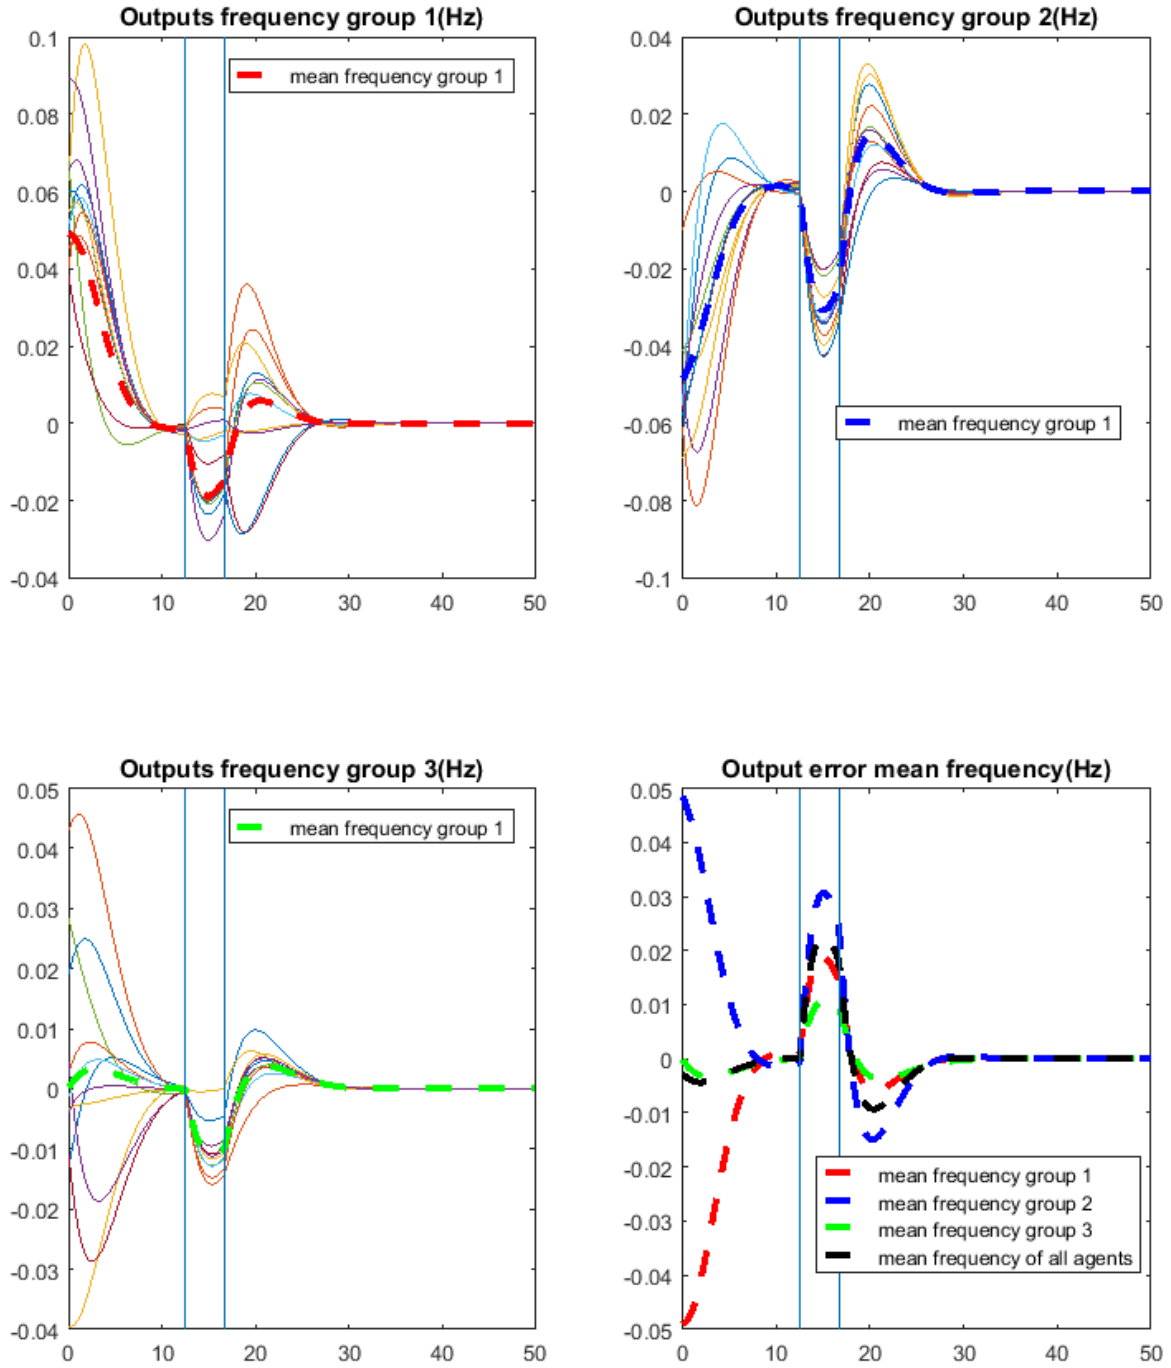 Outputs frequency group 1(Hz)
0.1
0.08
0.06
0.04
0.02
0
-0.02
-0.04
0 10 20 30 40 50
mean frequency group 1
Outputs frequency group 2(Hz)
0.04
0.02
0
-0.02
-0.04
-0.06
-0.08
-0.1
0 10 20 30 40 50
mean frequency group 1
Outputs frequency group 3(Hz)
0.05
0.04
0.03
0.02
0.01
0
-0.01
-0.02
-0.03
-0.04
0 10 20 30 40 50
mean frequency group 1
Output error mean frequency(Hz)
0.05
0.04
0.03
0.02
0.01
0
-0.01
-0.02
-0.03
-0.04
-0.05
0 10 20 30 40 50
mean frequency group 1
mean frequency group 2
mean frequency group 3
mean frequency of all agents